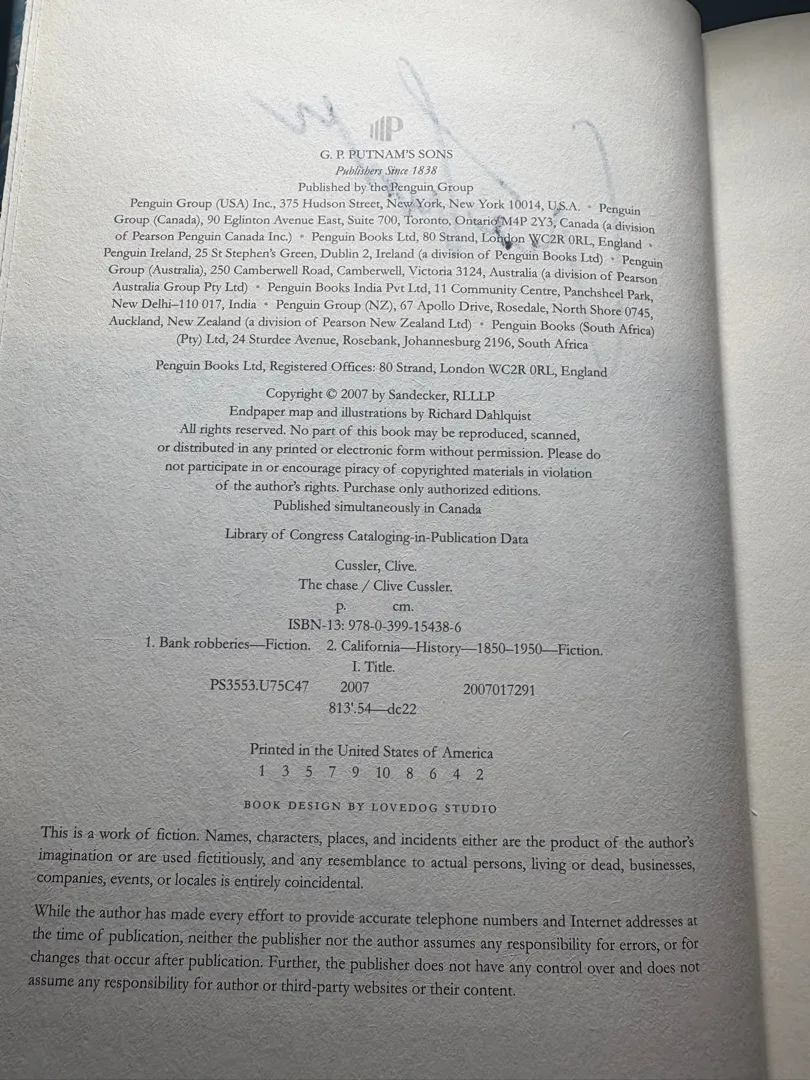 G. P. PUTNAM'S SONS
Publishers Since 1838
Published by the Penguin Group
Penguin Group (USA) Inc., 375 Hudson Street, New York, New York 10014, U.S.A. • Penguin
Group (Canada), 90 Eglinton Avenue East, Suite 700, Toronto, Ontario M4P 2Y3, Canada (a division
of Pearson Penguin Canada Inc.) • Penguin Books Ltd, 80 Strand, London WC2R 0RL, England •
Penguin Ireland, 25 St Stephen's Green, Dublin 2, Ireland (a division of Penguin Books Ltd) • Penguin
Group (Australia), 250 Camberwell Road, Camberwell, Victoria 3124, Australia (a division of Pearson
Australia Group Pty Ltd) • Penguin Books India Pvt Ltd, 11 Community Centre, Panchsheel Park,
New Delhi–110 017, India • Penguin Group (NZ), 67 Apollo Drive, Rosedale, North Shore 0745,
Auckland, New Zealand (a division of Pearson New Zealand Ltd) • Penguin Books (South Africa)
(Pty) Ltd, 24 Sturdee Avenue, Rosebank, Johannesburg 2196, South Africa
Penguin Books Ltd, Registered Offices: 80 Strand, London WC2R 0RL, England
Copyright © 2007 by Sandecker, RLLLP
Endpaper map and illustrations by Richard Dahlquist
All rights reserved. No part of this book may be reproduced, scanned,
or distributed in any printed or electronic form without permission. Please do
not participate in or encourage piracy of copyrighted materials in violation
of the author's rights. Purchase only authorized editions.
Published simultaneously in Canada
Library of Congress Cataloging-in-Publication Data
Cussler, Clive.
The chase / Clive Cussler.
p. cm.
ISBN-13: 978-0-399-15438-6
1. Bank robberies—Fiction. 2. California—History—1850–1950—Fiction.
I. Title.
PS3553.U75C47 2007 2007017291
813'.54—dc22
Printed in the United States of America
1 3 5 7 9 10 8 6 4 2
BOOK DESIGN BY LOVEDOG STUDIO
This is a work of fiction. Names, characters, places, and incidents either are the product of the author's
imagination or are used fictitiously, and any resemblance to actual persons, living or dead, businesses,
companies, events, or locales is entirely coincidental.
While the author has made every effort to provide accurate telephone numbers and Internet addresses at
the time of publication, neither the publisher nor the author assumes any responsibility for errors, or for
changes that occur after publication. Further, the publisher does not have any control over and does not
assume any responsibility for author or third-party websites or their content.